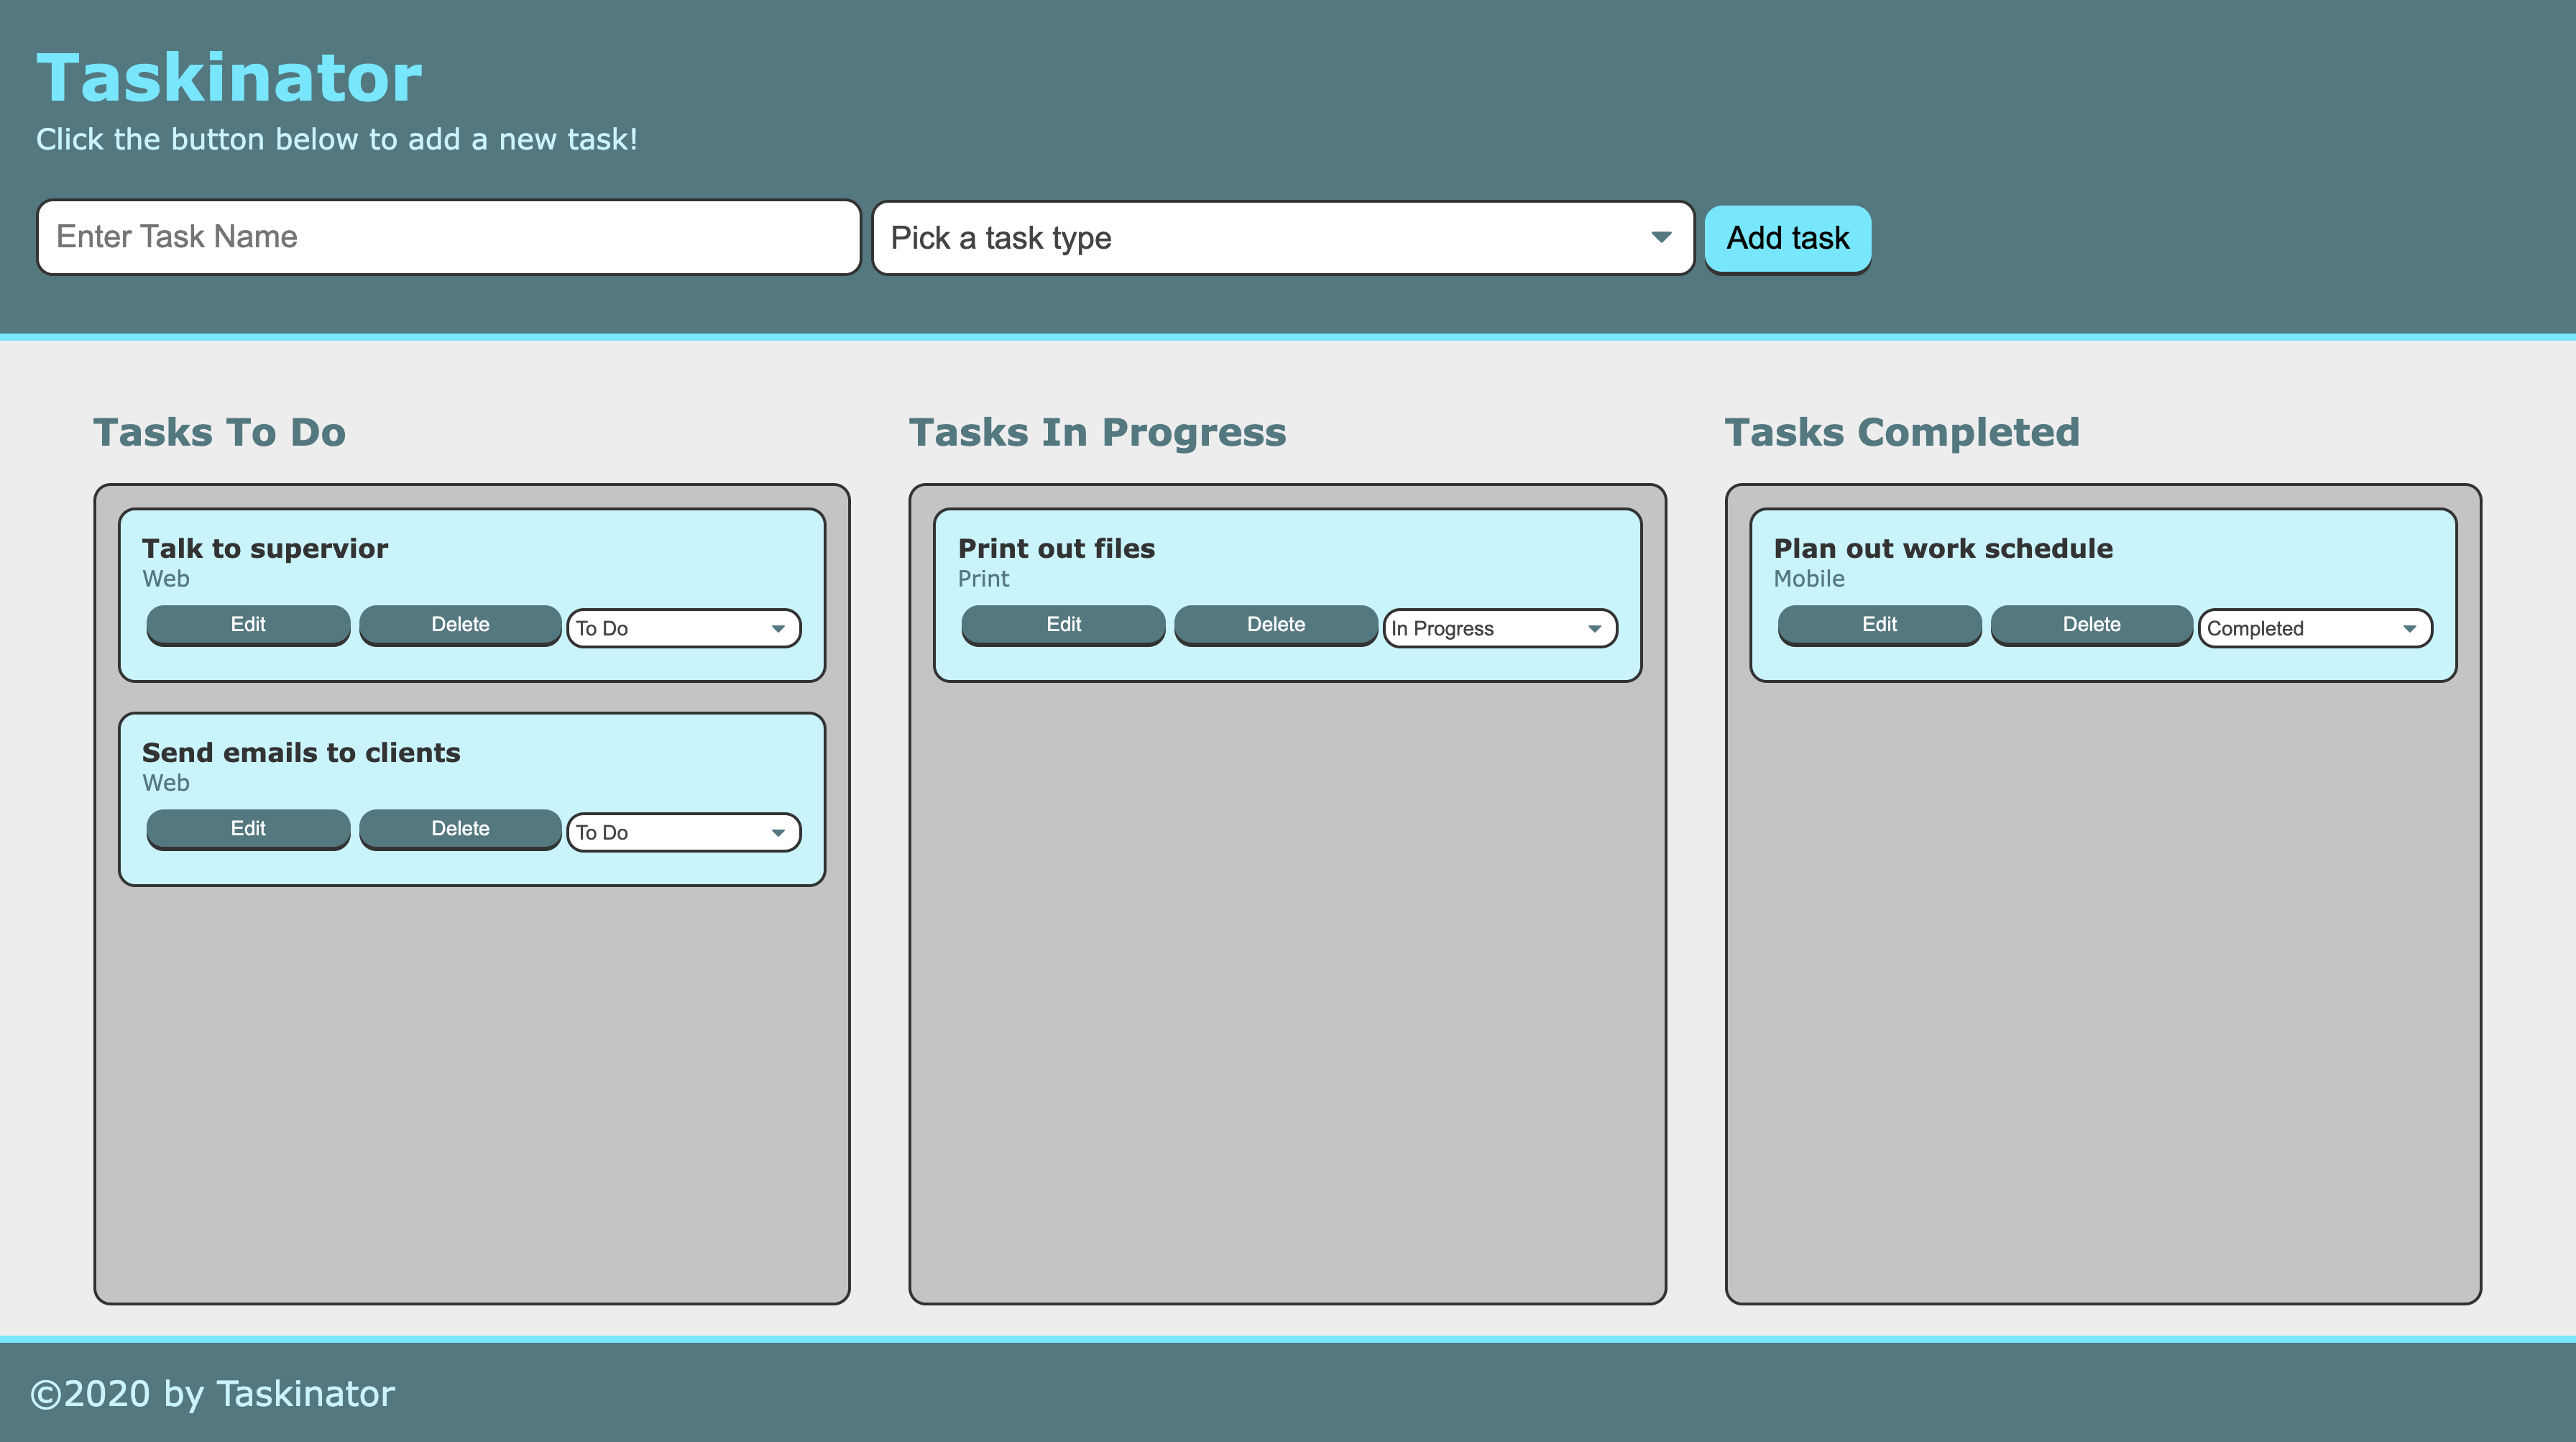 Taskinator
Click the button below to add a new task!
Enter Task Name
Pick a task type
Add task
Tasks To Do
Talk to supervior
Web
Edit
Delete
To Do
Send emails to clients
Web
Edit
Delete
To Do
Tasks In Progress
Print out files
Print
Edit
Delete
In Progress
Tasks Completed
Plan out work schedule
Mobile
Edit
Delete
Completed
©2020 by Taskinator